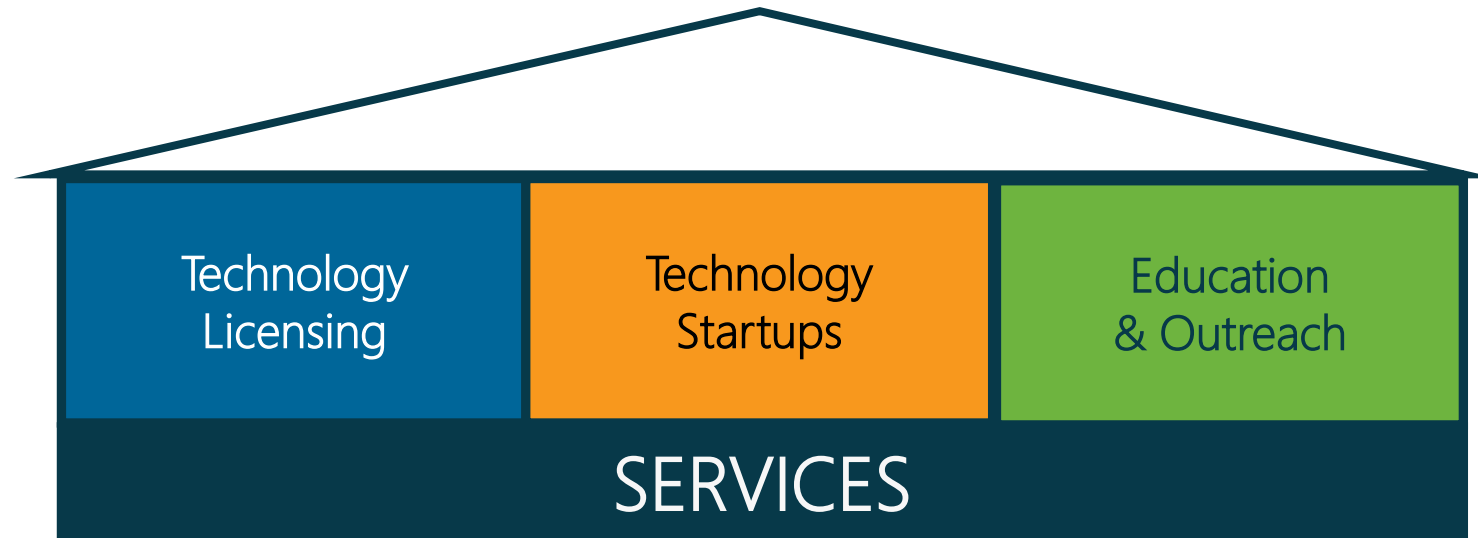 Technology
Licensing
Technology
Startups
Education
& Outreach
SERVICES